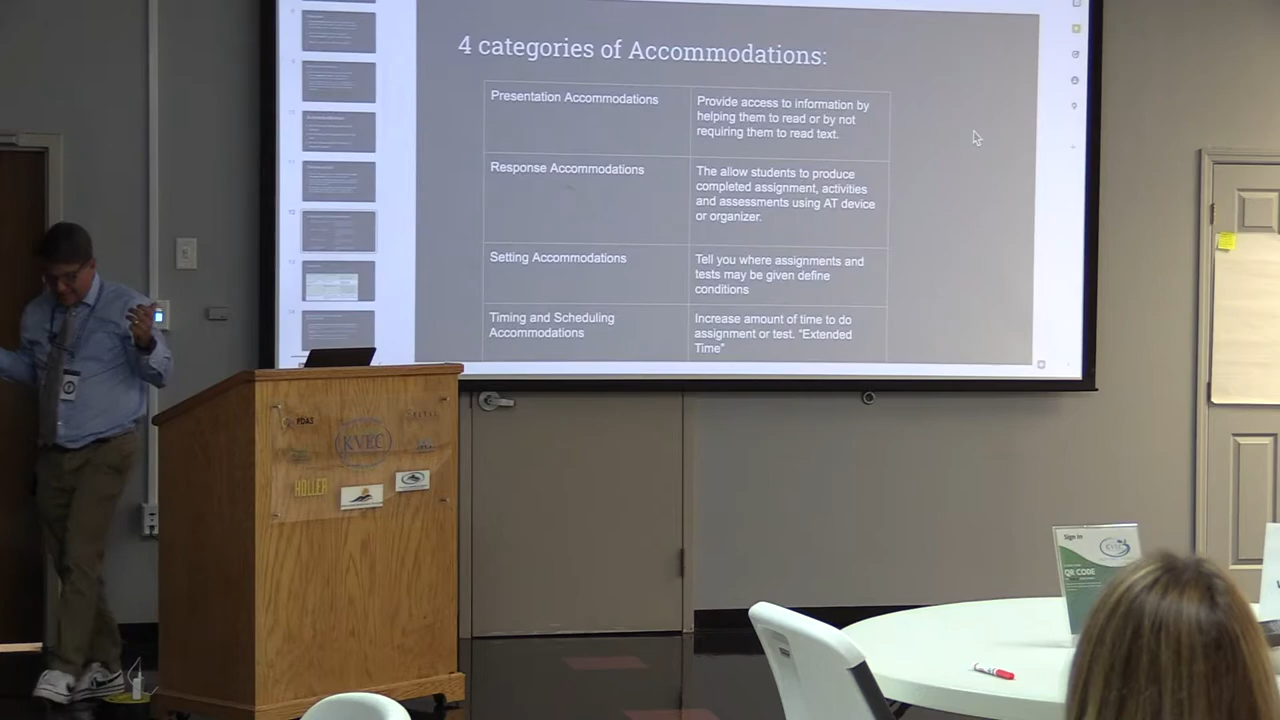 4 categories of Accommodations:
Presentation Accommodations
Provide access to information by
helping them to read or by not
requiring them to read text.
Response Accommodations
The allow students to produce
completed assignment, activities
and assessments using AT device
or organizer.
Setting Accommodations
Tell you where assignments and
tests may be given define
conditions
Timing and Scheduling
Accommodations
Increase amount of time to do
assignment or test. "Extended
Time"
PDAS
KVEC
HOLLER
Sign In
KVEC
QR CODE